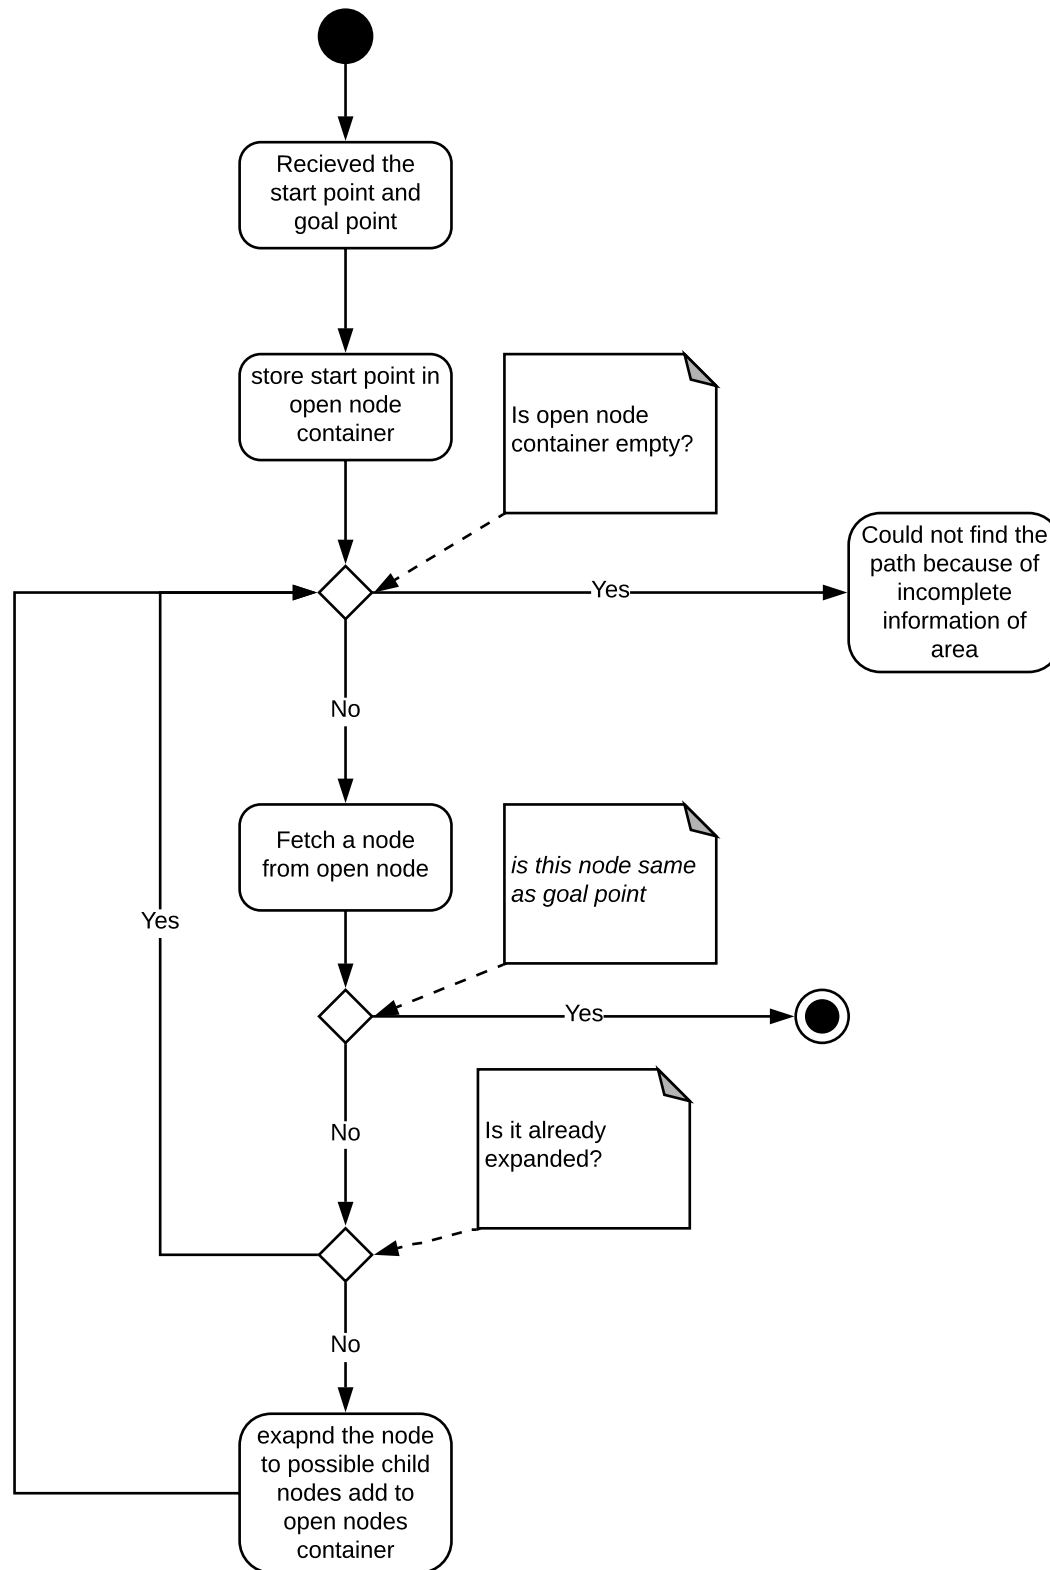 Recieved the
start point and
goal point
store start point in
open node
container
Is open node
container empty?
Could not find the
path because of
incomplete
information of
area
Yes
No
Fetch a node
from open node
is this node same
as goal point
Yes
Yes
No
Is it already
expanded?
No
exapnd the node
to possible child
nodes add to
open nodes
container